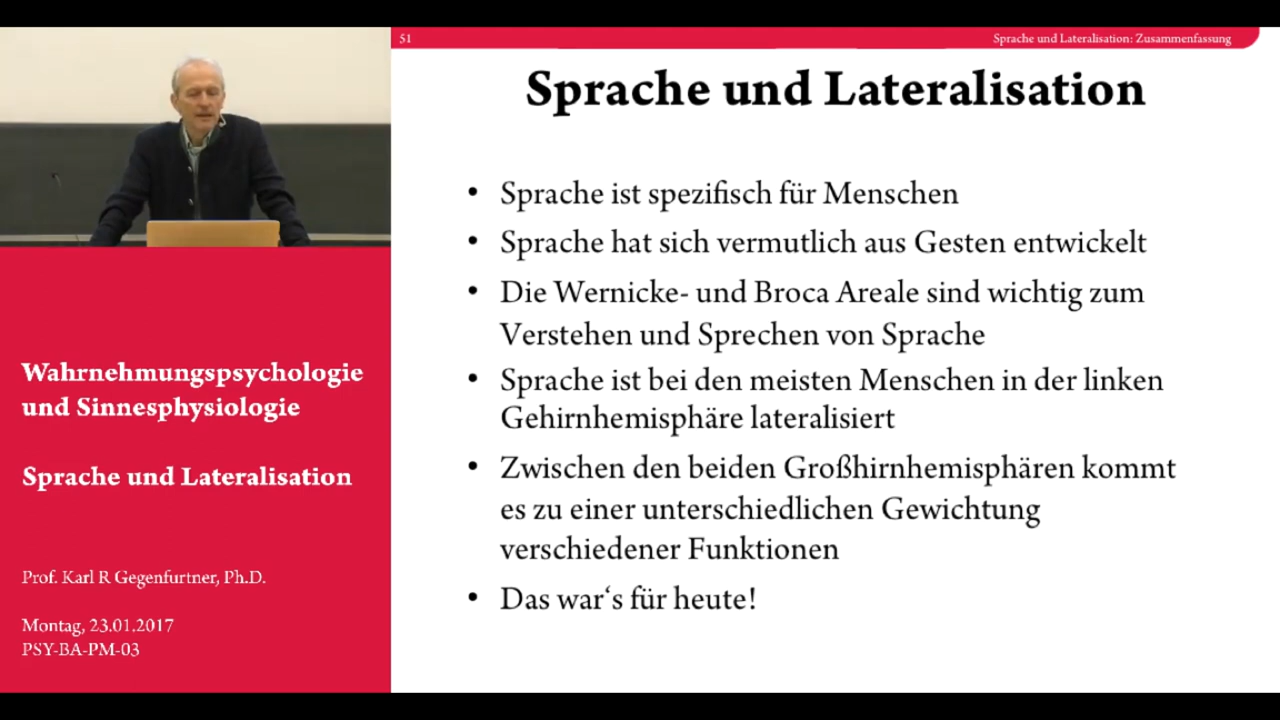 51
Sprache und Lateralisation: Zusammenfassung
Sprache und Lateralisation
• Sprache ist spezifisch für Menschen
• Sprache hat sich vermutlich aus Gesten entwickelt
• Die Wernicke- und Broca Areale sind wichtig zum
Verstehen und Sprechen von Sprache
• Sprache ist bei den meisten Menschen in der linken
Gehirnhemisphäre lateralisiert
• Zwischen den beiden Großhirnhemisphären kommt
es zu einer unterschiedlichen Gewichtung
verschiedener Funktionen
• Das war‘s für heute!
Wahrnehmungspsychologie
und Sinnesphysiologie
Sprache und Lateralisation
Prof. Karl R Gegenfurtner, Ph.D.
Montag, 23.01.2017
PSY-BA-PM-03